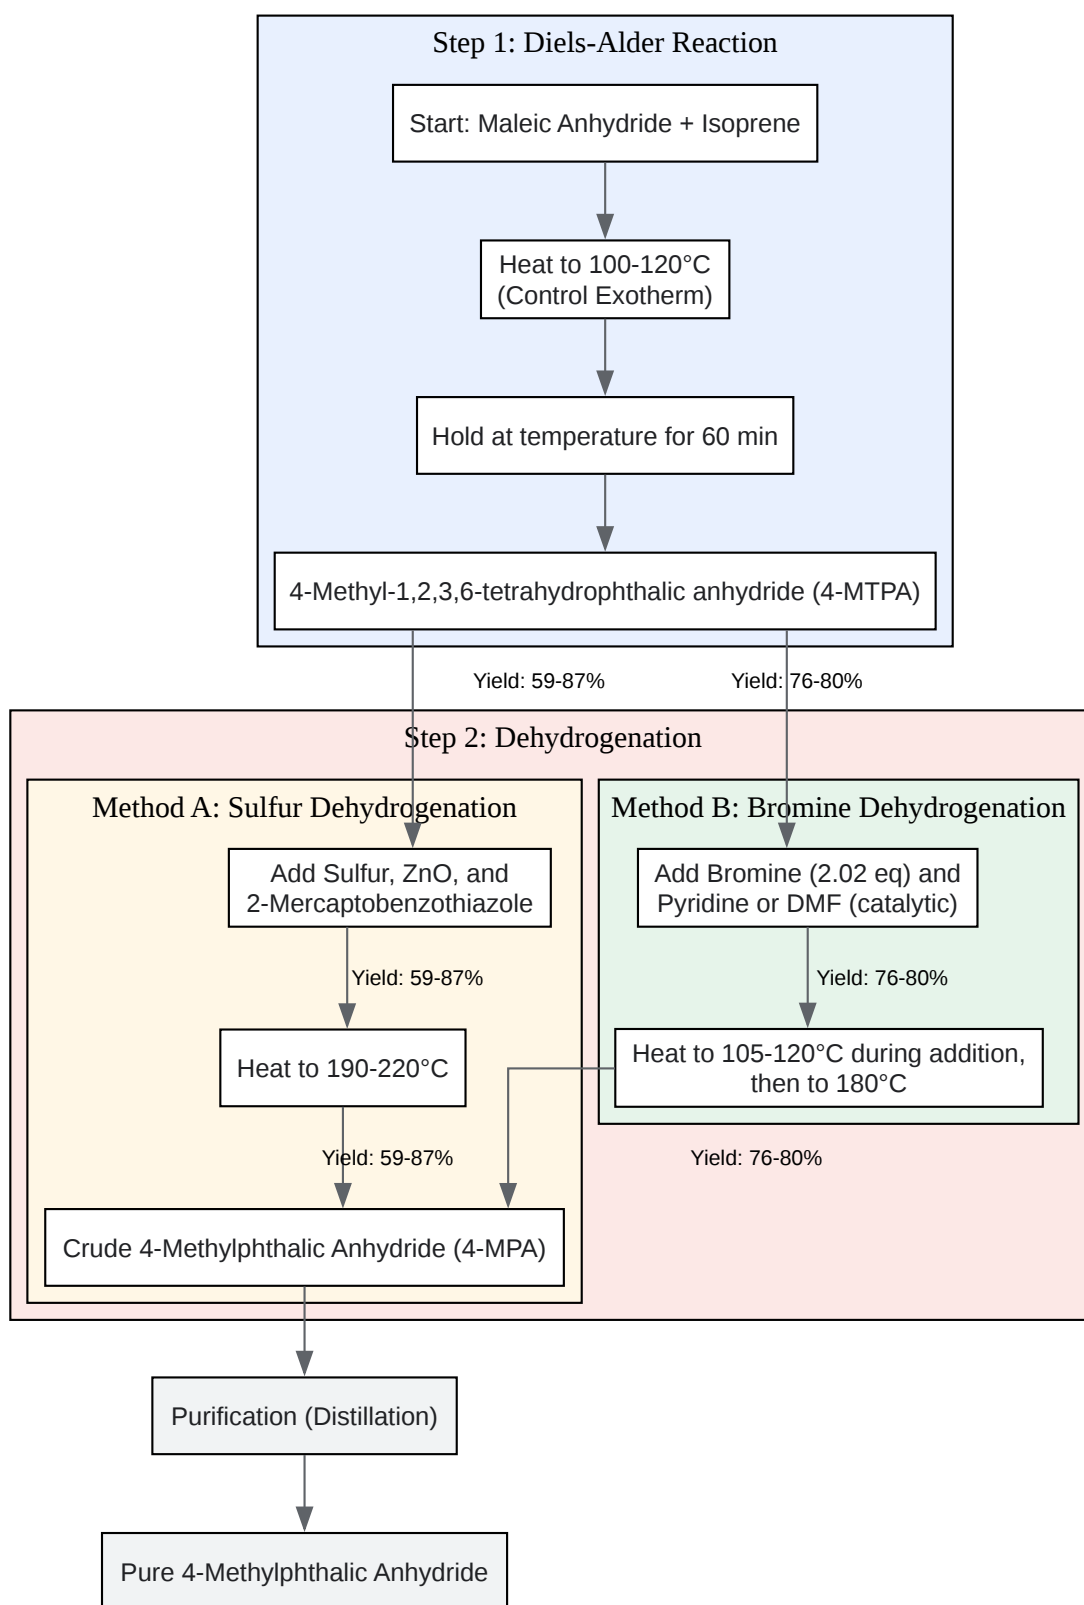 Step 1: Diels-Alder Reaction
Start: Maleic Anhydride + Isoprene
Heat to 100-120°C
(Control Exotherm)
Hold at temperature for 60 min
4-Methyl-1,2,3,6-tetrahydrophthalic anhydride (4-MTPA)
Yield: 59-87%
Yield: 76-80%
Step 2: Dehydrogenation
Method A: Sulfur Dehydrogenation
Add Sulfur, ZnO, and
2-Mercaptobenzothiazole
Yield: 59-87%
Heat to 190-220°C
Yield: 59-87%
Method B: Bromine Dehydrogenation
Add Bromine (2.02 eq) and
Pyridine or DMF (catalytic)
Yield: 76-80%
Heat to 105-120°C during addition,
then to 180°C
Yield: 76-80%
Crude 4-Methylphthalic Anhydride (4-MPA)
Purification (Distillation)
Pure 4-Methylphthalic Anhydride